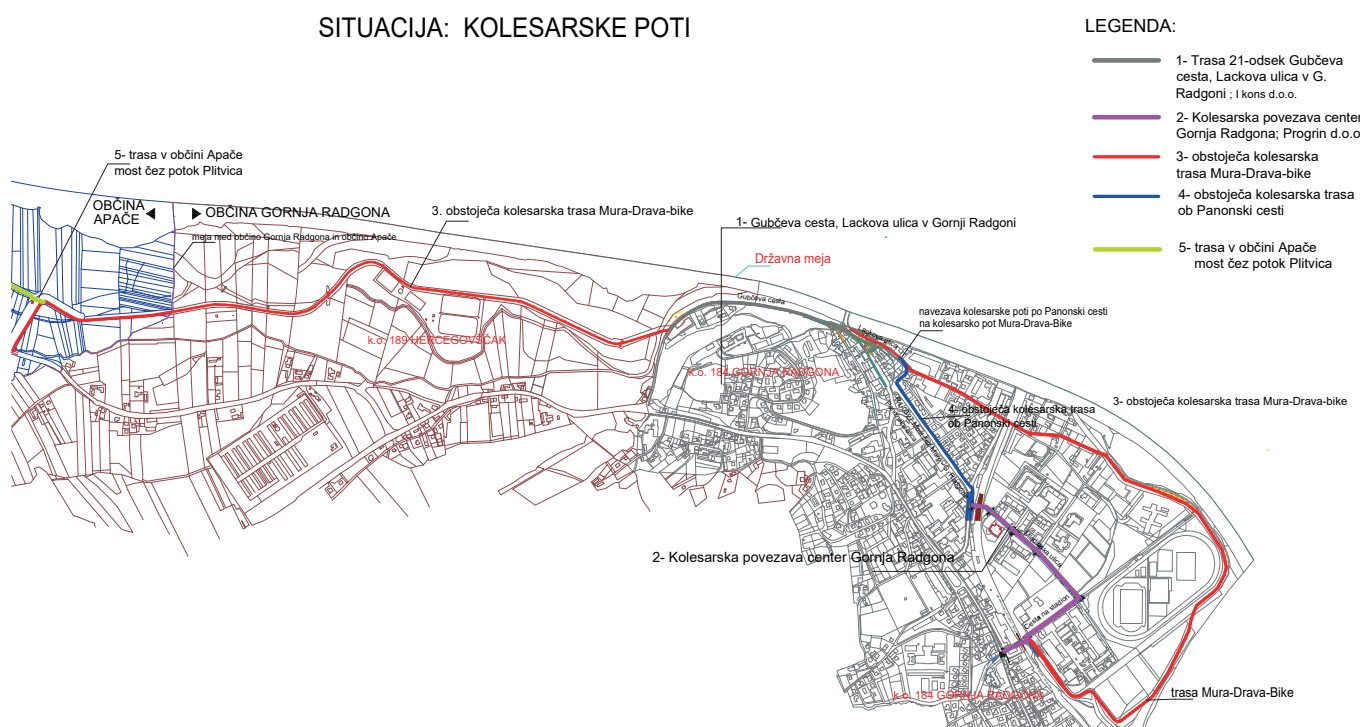 SITUACIJA: KOLESARSKE POTI
LEGENDA:
1- Trasa 21-odsek Gubčeva
cesta, Lackova ulica v G.
Radgoni ; I kons d.o.o.
2- Kolesarska povezava center
Gornja Radgona; Progrin d.o.o
3- obstoječa kolesarska
trasa Mura-Drava-bike
4- obstoječa kolesarska trasa
ob Panonski cesti
5- trasa v občini Apače
most čez potok Plitvica
5- trasa v občini Apače
most čez potok Plitvica
OBČINA
APAČE
OBČINA GORNJA RADGONA
meja med občino Gornja Radgona in občino Apače
3. obstoječa kolesarska trasa Mura-Drava-bike
1- Gubčeva cesta, Lackova ulica v Gornji Radgoni
Državna meja
Gubčeva cesta
Lackova ulica
navezava kolesarske poti po Panonski cesti
na kolesarsko pot Mura-Drava-Bike
k.o. 189 HERCEGOVŠČAK
k.o. 184 GORNJA RADGONA
3- obstoječa kolesarska trasa Mura-Drava-bike
4- obstoječa kolesarska trasa
ob Panonski cesti
2- Kolesarska povezava center Gornja Radgona
ulica
Cesta na stadion
k.o. 184 GORNJA RADGONA
trasa Mura-Drava-Bike